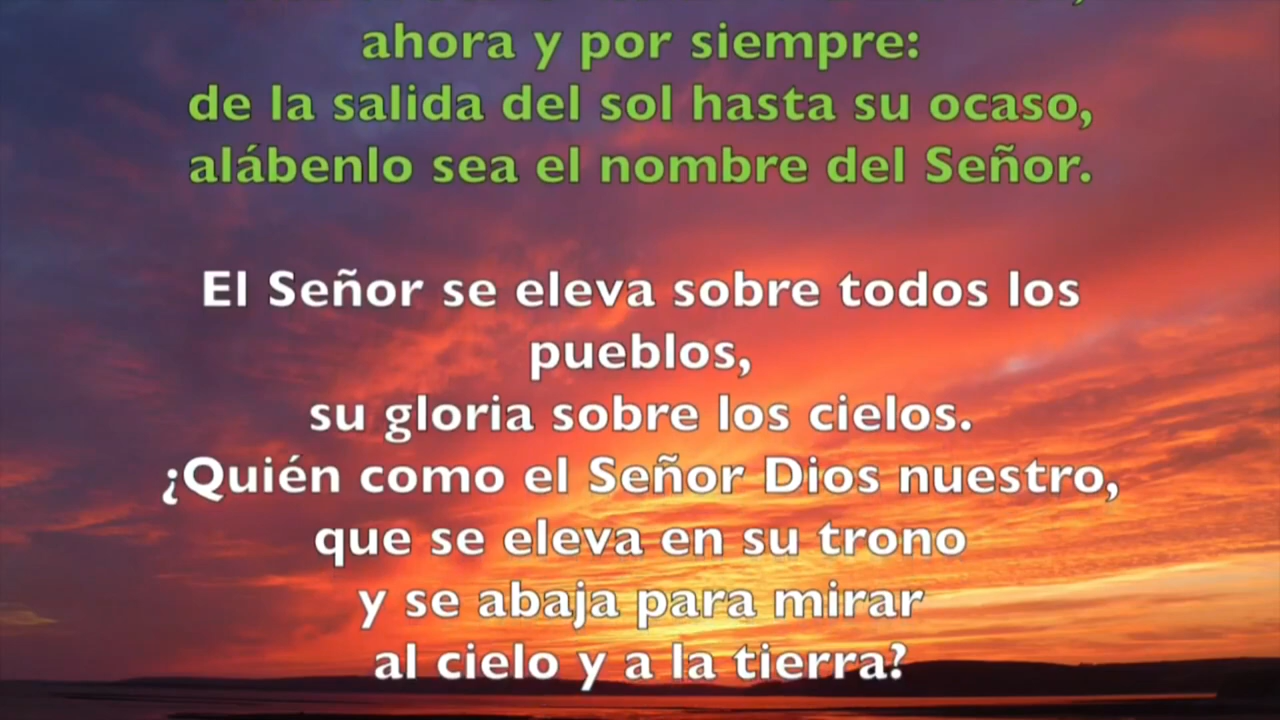 ahora y por siempre:
de la salida del sol hasta su ocaso,
alábenlo sea el nombre del Señor.
El Señor se eleva sobre todos los
pueblos,
su gloria sobre los cielos.
¿Quién como el Señor Dios nuestro,
que se eleva en su trono
y se abaja para mirar
al cielo y a la tierra?